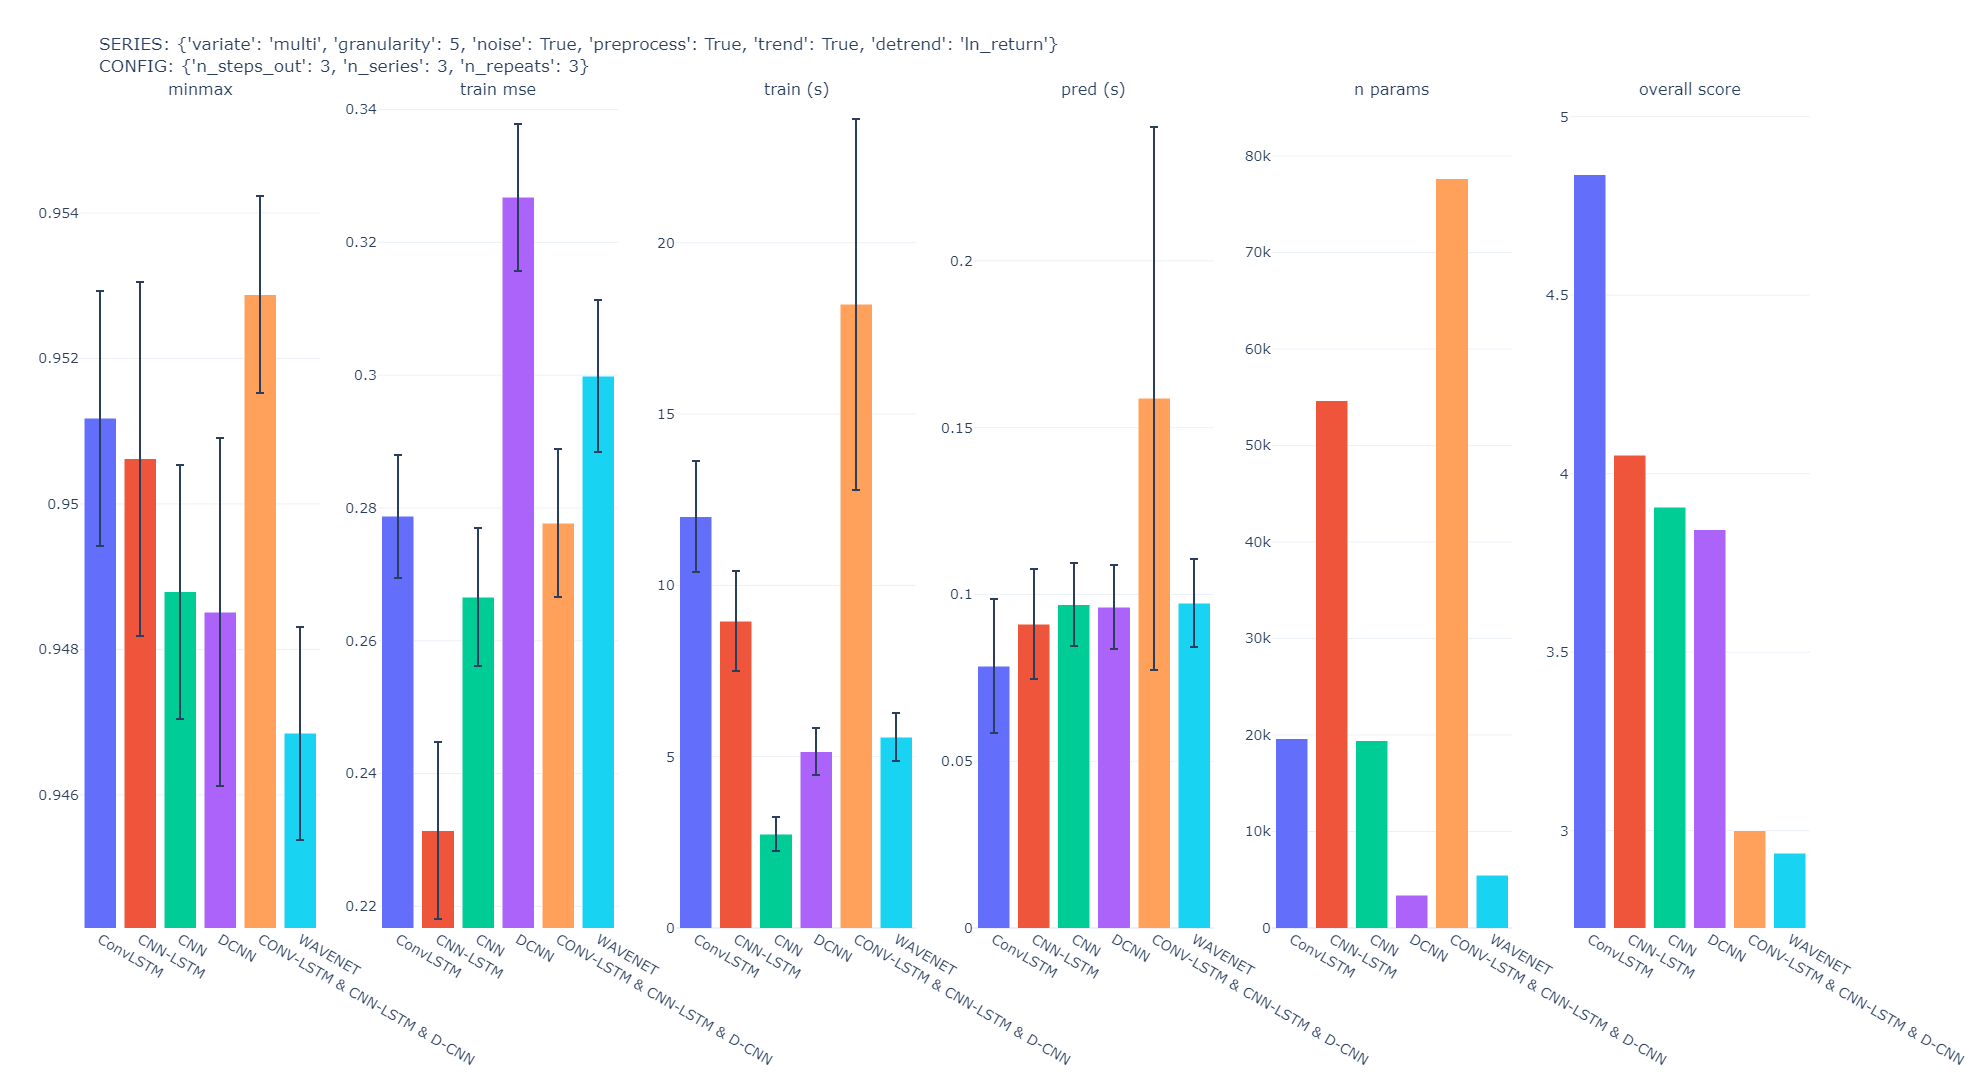 SERIES: {'variate': 'multi', 'granularity': 5, 'noise': True, 'preprocess': True, 'trend': True, 'detrend': 'ln_return'}
CONFIG: {'n_steps_out': 3, 'n_series': 3, 'n_repeats': 3}
minmax
0.954
0.952
0.95
0.948
0.946
ConvLSTM
CNN-LSTM
CNN
DCNN
CONV-LSTM & CNN-LSTM & D-CNN
WAVENET
train mse
0.34
0.32
0.3
0.28
0.26
0.24
0.22
ConvLSTM
CNN-LSTM
CNN
DCNN
CONV-LSTM & CNN-LSTM & D-CNN
WAVENET
train (s)
20
15
10
5
0
ConvLSTM
CNN-LSTM
CNN
DCNN
CONV-LSTM & CNN-LSTM & D-CNN
WAVENET
pred (s)
0.2
0.15
0.1
0.05
0
ConvLSTM
CNN-LSTM
CNN
DCNN
CONV-LSTM & CNN-LSTM & D-CNN
WAVENET
n params
80k
70k
60k
50k
40k
30k
20k
10k
0
ConvLSTM
CNN-LSTM
CNN
DCNN
CONV-LSTM & CNN-LSTM & D-CNN
WAVENET
overall score
5
4.5
4
3.5
3
ConvLSTM
CNN-LSTM
CNN
DCNN
CONV-LSTM & CNN-LSTM & D-CNN
WAVENET